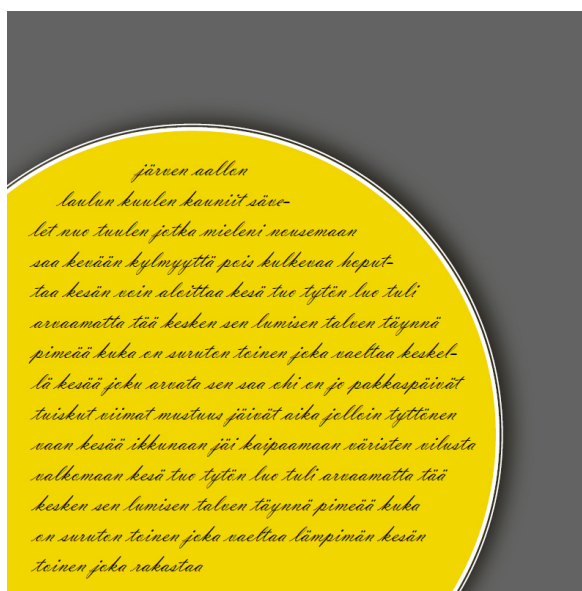 järven aallon
laulun kuulen kauniit säve-
let nuo tuulen jotka mieleni nousemaan
saa kevään kylmyyttä pois kulkevaa hoput-
taa kesän voin aloittaa kesä tuo tytön luo tuli
arvaamatta tää kesken sen lumisen talven täynnä
pimeää kuka on suruton toinen joka vaeltaa keskel-
lä kesää joku arvata sen saa ohi on jo pakkaspäivät
tuiskut viimat mustuus jäivät aika jolloin tyttönen
vaan kesää ikkunaan jäi kaipaamaan väristen vilusta
valkomaan kesä tuo tytön luo tuli arvaamatta tää
kesken sen lumisen talven täynnä pimeää kuka
on suruton toinen joka vaeltaa lämpimän kesän
toinen joka rakastaa